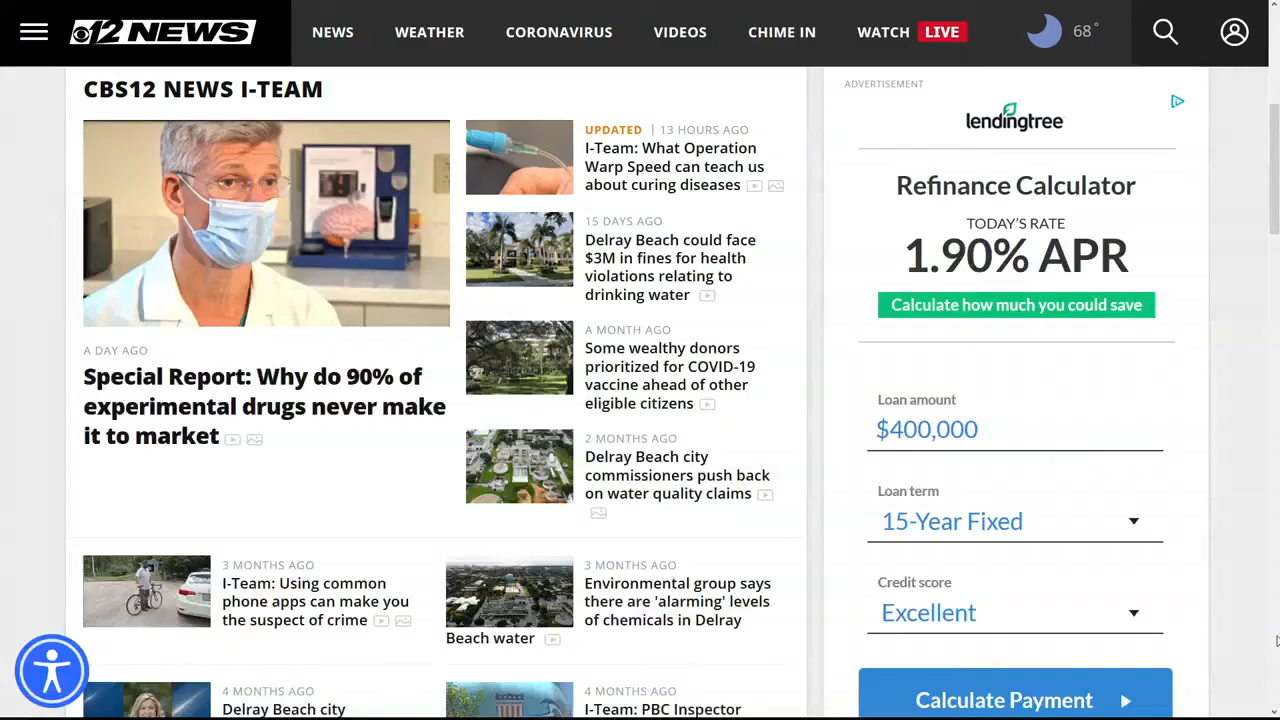 12 NEWS
NEWS
WEATHER
CORONAVIRUS
VIDEOS
CHIME IN
WATCH LIVE
68°
CBS12 NEWS I-TEAM
A DAY AGO
Special Report: Why do 90% of
experimental drugs never make
it to market
UPDATED | 13 HOURS AGO
I-Team: What Operation
Warp Speed can teach us
about curing diseases
15 DAYS AGO
Delray Beach could face
$3M in fines for health
violations relating to
drinking water
A MONTH AGO
Some wealthy donors
prioritized for COVID-19
vaccine ahead of other
eligible citizens
2 MONTHS AGO
Delray Beach city
commissioners push back
on water quality claims
3 MONTHS AGO
I-Team: Using common
phone apps can make you
the suspect of crime
3 MONTHS AGO
Environmental group says
there are 'alarming' levels
of chemicals in Delray
Beach water
4 MONTHS AGO
Delray Beach city
4 MONTHS AGO
I-Team: PBC Inspector
ADVERTISEMENT
lendingtree
Refinance Calculator
TODAY'S RATE
1.90% APR
Calculate how much you could save
Loan amount
$400,000
Loan term
15-Year Fixed
Credit score
Excellent
Calculate Payment